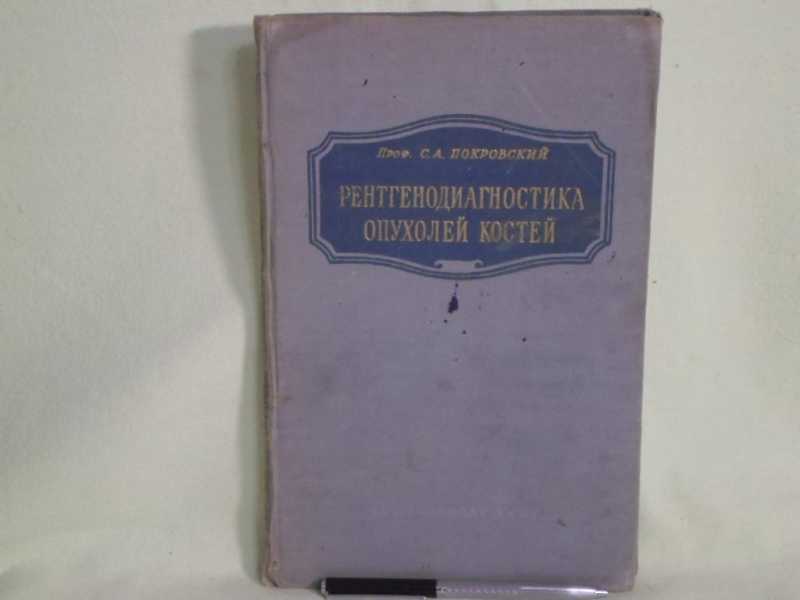 Проф. С.А. ПОКРОВСКИЙ
РЕНТГЕНОДИАГНОСТИКА
ОПУХОЛЕЙ КОСТЕЙ